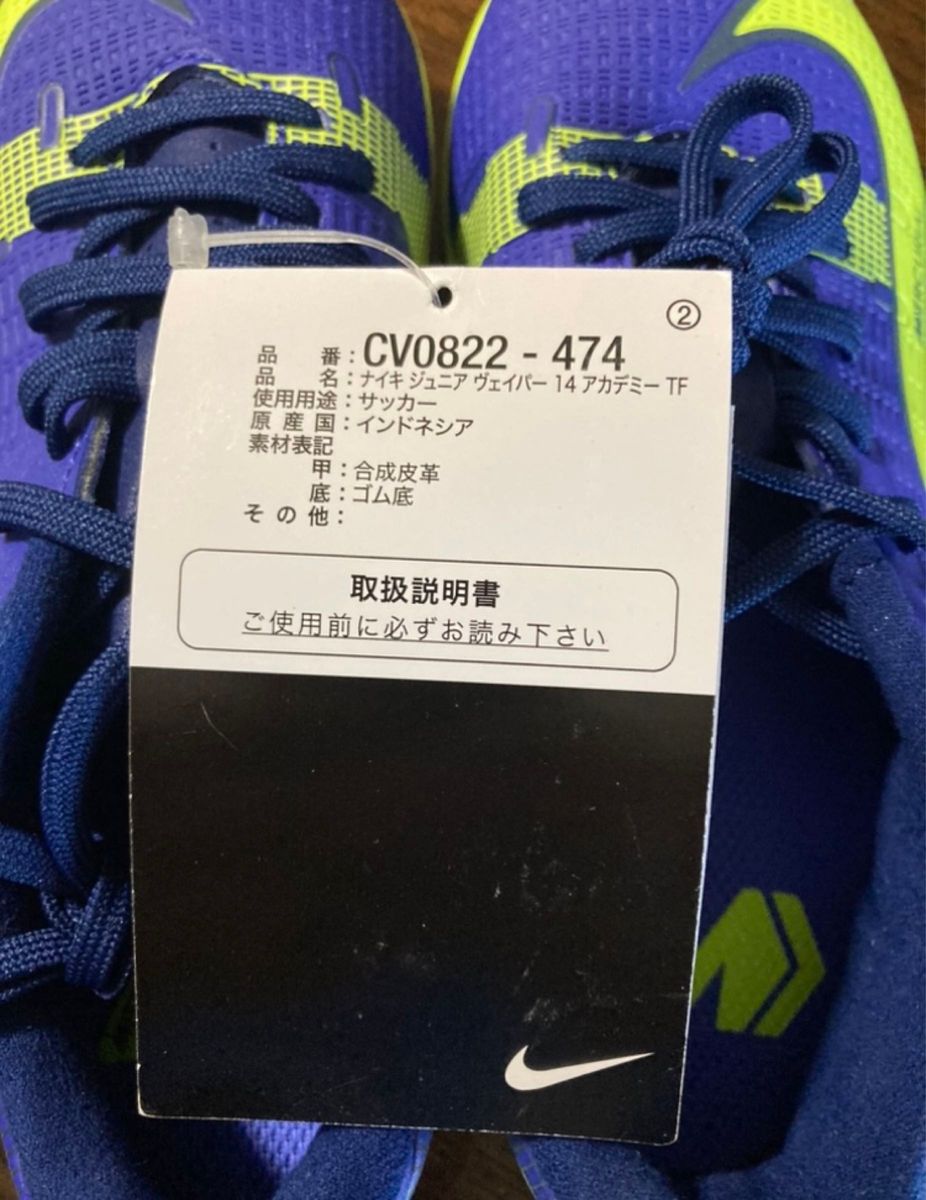 ②
品 番：CV0822 - 474
品 名：ナイキ ジュニア ヴェイパー 14 アカデミー TF
使用用途：サッカー
原 産 国：インドネシア
素材表記
甲：合成皮革
底：ゴム底
そ の 他：
取扱説明書
ご使用前に必ずお読み下さい